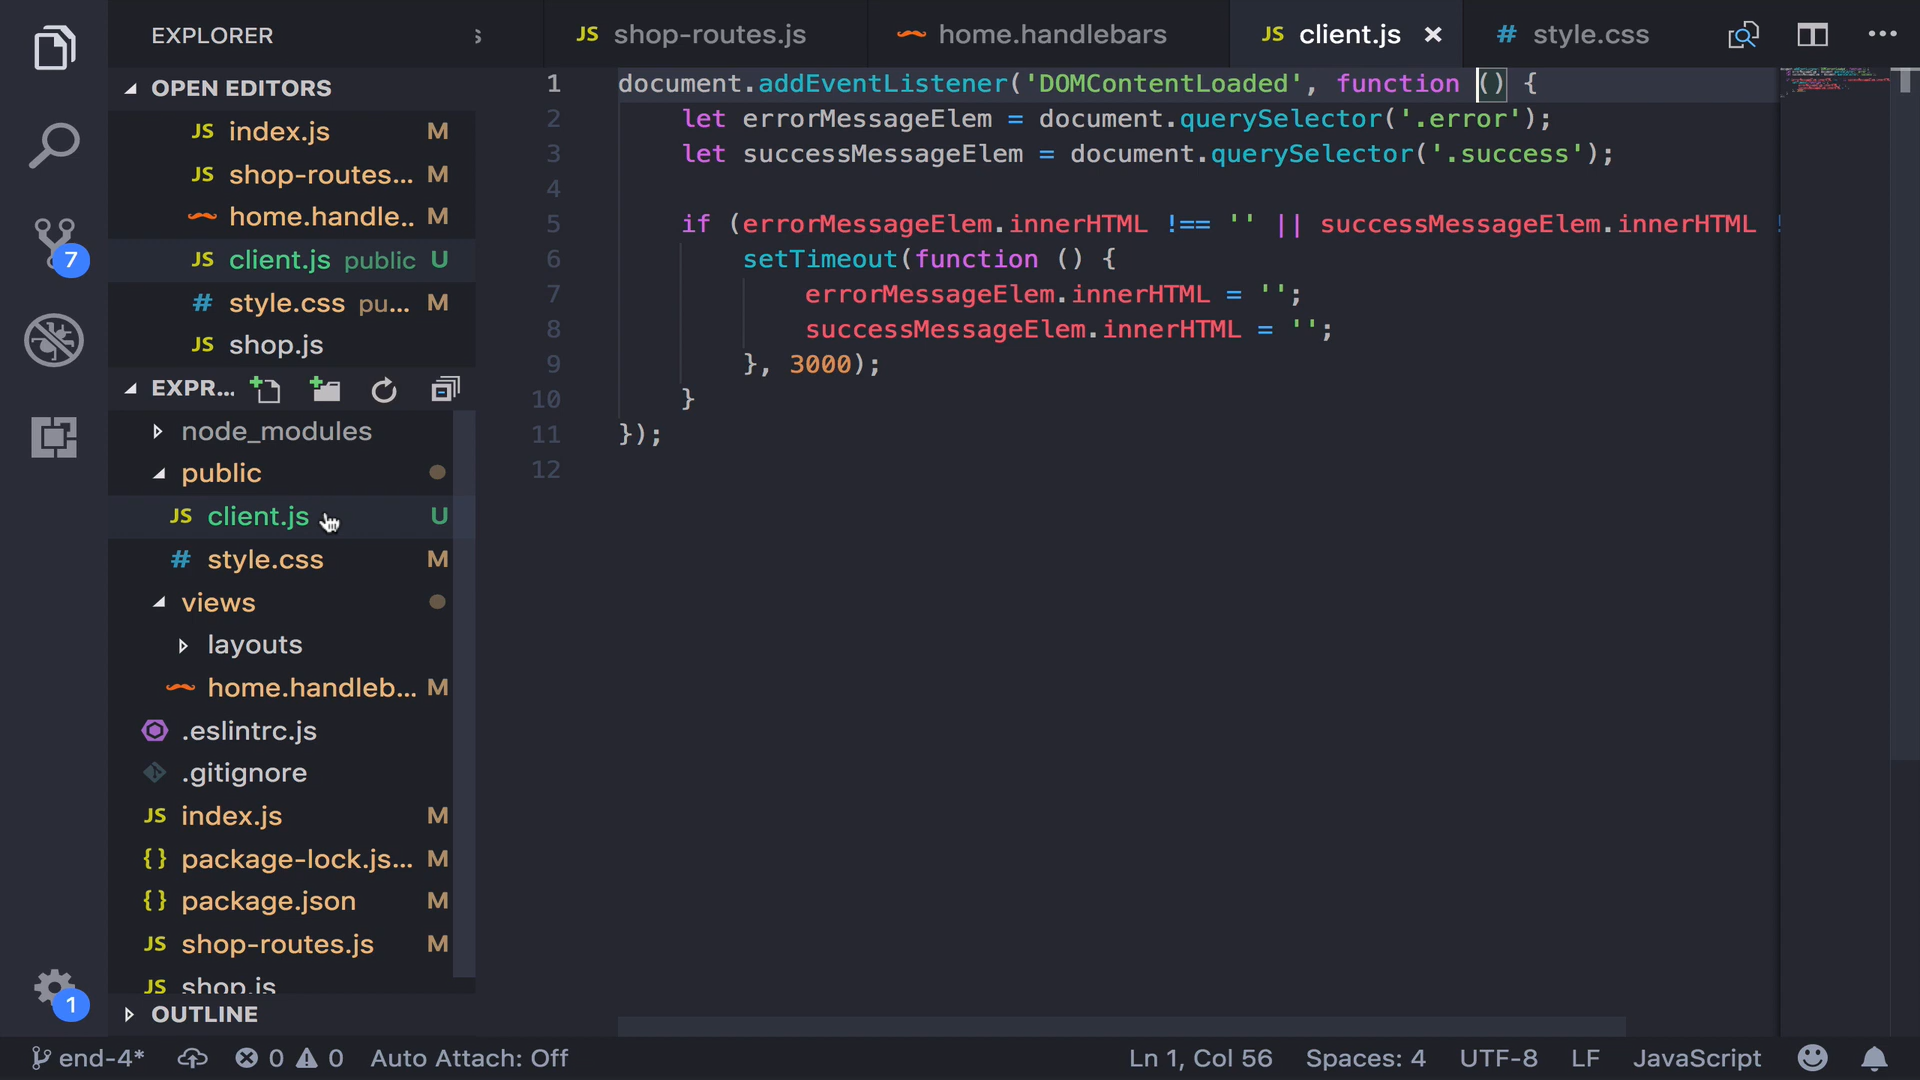 EXPLORER
s
JS shop-routes.js
home.handlebars
JS client.js ×
# style.css
OPEN EDITORS
JS index.js M
JS shop-routes... M
home.handle.. M
JS client.js public U
# style.css pu... M
JS shop.js
EXPR...
node_modules
public
JS client.js U
# style.css M
views
layouts
home.handleb... M
.eslintrc.js
.gitignore
JS index.js M
{} package-lock.js... M
{} package.json M
JS shop-routes.js M
JS shop.js
OUTLINE
7
1
1 document.addEventListener('DOMContentLoaded', function () {
2 let errorMessageElem = document.querySelector('.error');
3 let successMessageElem = document.querySelector('.success');
4
5 if (errorMessageElem.innerHTML !== '' || successMessageElem.innerHTML !
6 setTimeout(function () {
7 errorMessageElem.innerHTML = '';
8 successMessageElem.innerHTML = '';
9 }, 3000);
10 }
11 });
12
end-4* 0 0 Auto Attach: Off Ln 1, Col 56 Spaces: 4 UTF-8 LF JavaScript